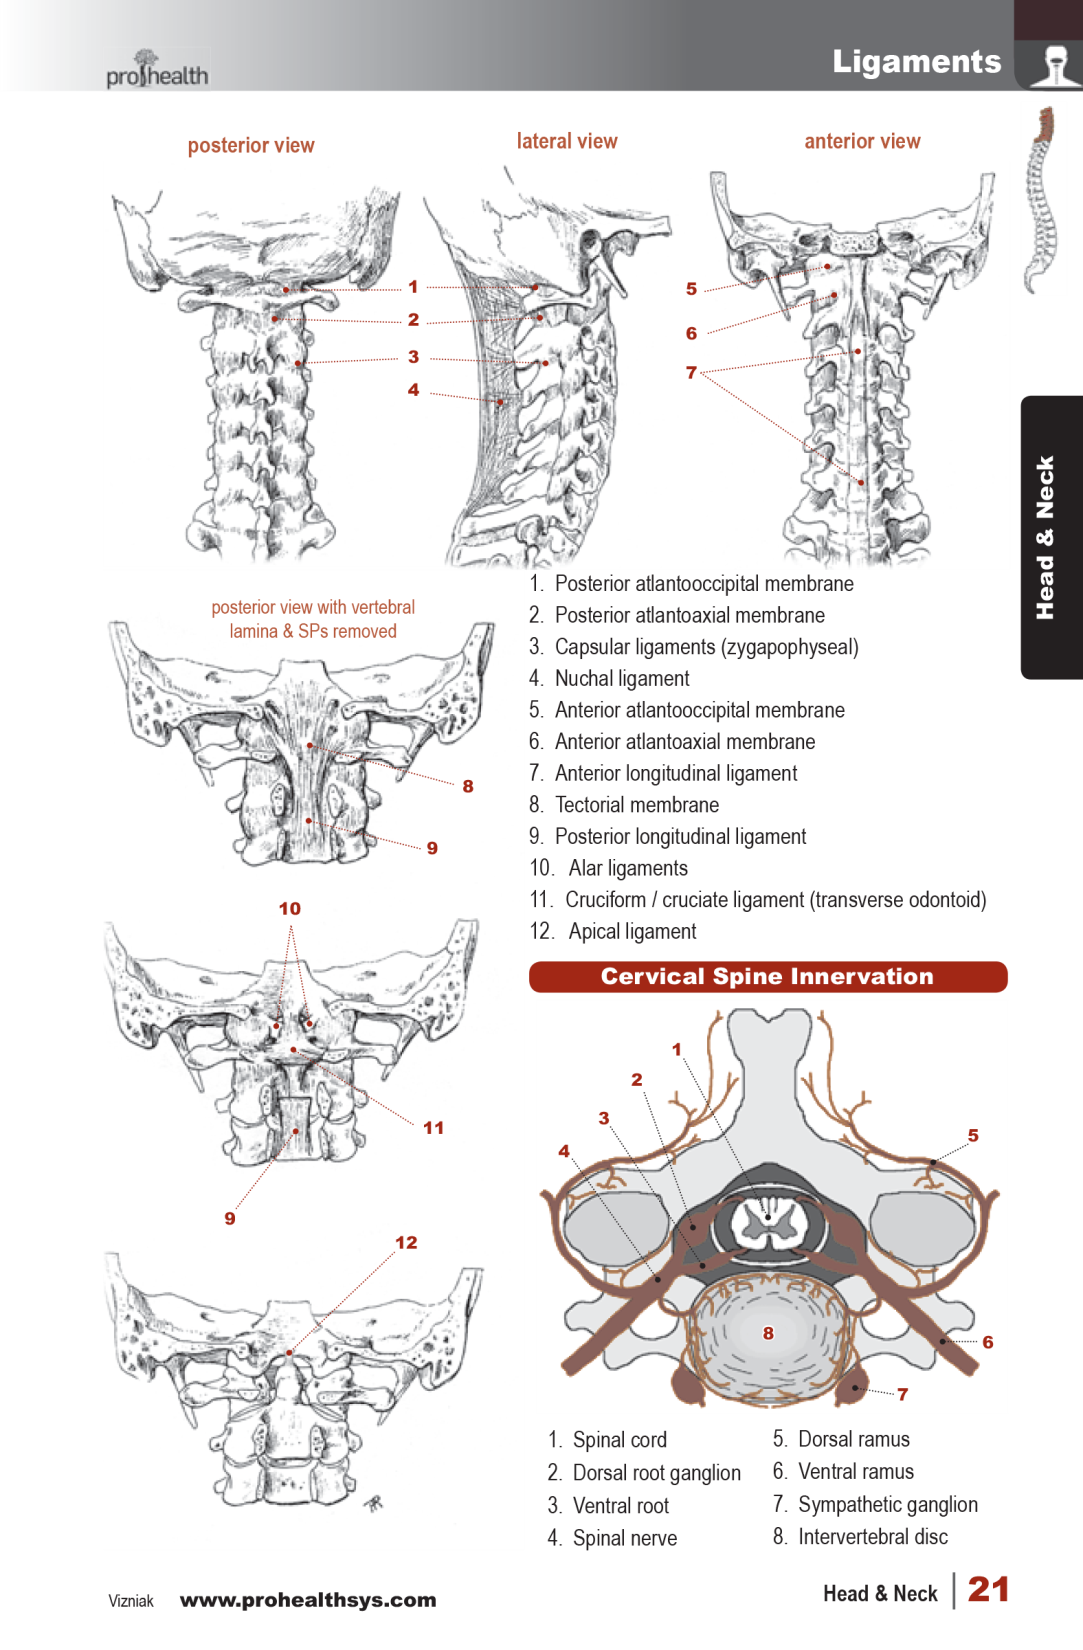 prohealth
Ligaments
posterior view
lateral view
anterior view
1
2
3
4
5
6
7
Head & Neck
posterior view with vertebral
lamina & SPs removed
8
9
10
11
9
12
1. Posterior atlantooccipital membrane
2. Posterior atlantoaxial membrane
3. Capsular ligaments (zygapophyseal)
4. Nuchal ligament
5. Anterior atlantooccipital membrane
6. Anterior atlantoaxial membrane
7. Anterior longitudinal ligament
8. Tectorial membrane
9. Posterior longitudinal ligament
10. Alar ligaments
11. Cruciform / cruciate ligament (transverse odontoid)
12. Apical ligament
Cervical Spine Innervation
1
2
3
4
5
6
7
8
1. Spinal cord
2. Dorsal root ganglion
3. Ventral root
4. Spinal nerve
5. Dorsal ramus
6. Ventral ramus
7. Sympathetic ganglion
8. Intervertebral disc
Vizniak www.prohealthsys.com
Head & Neck 21